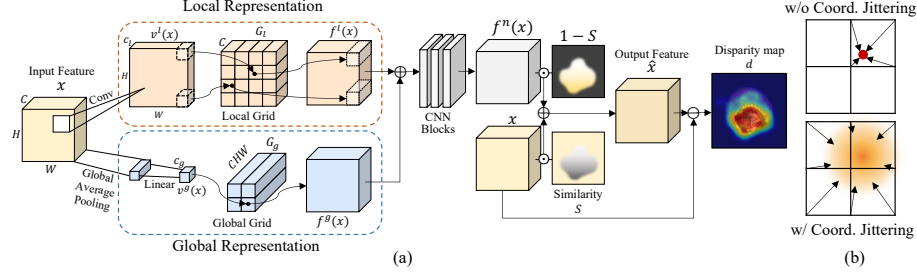 Local Representation
C_l
v^l(x)
H
W
C
G_l
Local Grid
f^l(x)
Input Feature
x
C
H
W
Conv
Global
Average
Pooling
Linear
C_g
v^g(x)
CHW
G_g
Global Grid
f^g(x)
Global Representation
CNN
Blocks
f^n(x)
1 − S
x
Similarity
S
Output Feature
x̂
Disparity map
d
(a)
w/o Coord. Jittering
w/ Coord. Jittering
(b)